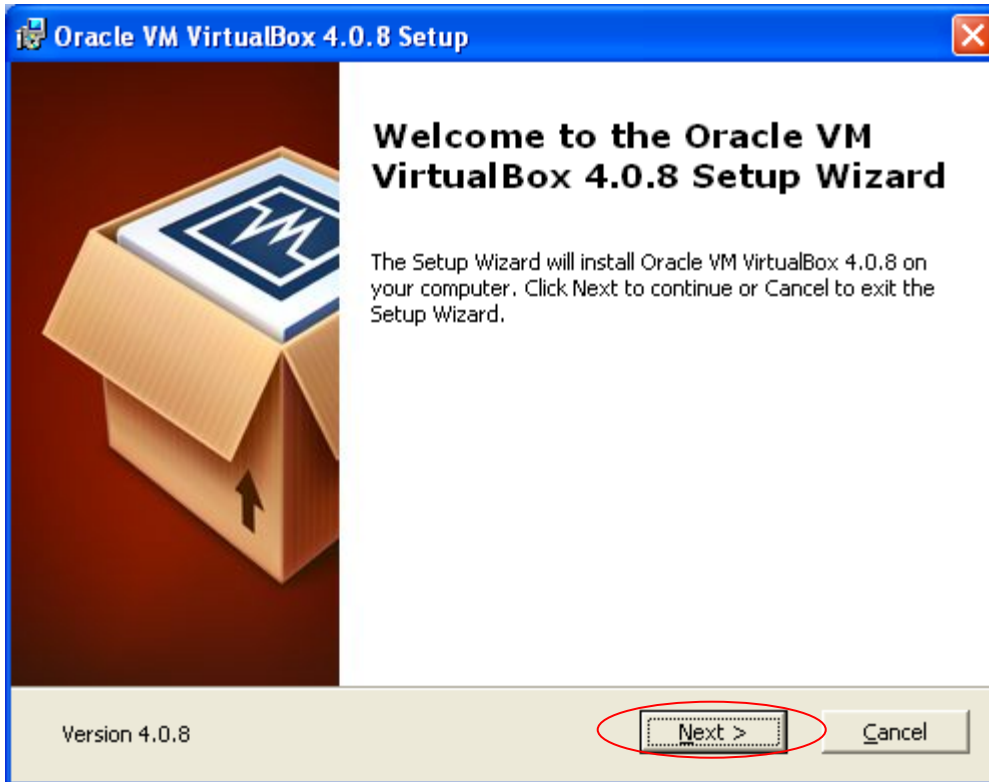 Oracle VM VirtualBox 4.0.8 Setup
Welcome to the Oracle VM
VirtualBox 4.0.8 Setup Wizard
The Setup Wizard will install Oracle VM VirtualBox 4.0.8 on
your computer. Click Next to continue or Cancel to exit the
Setup Wizard.
Version 4.0.8
Next >
Cancel